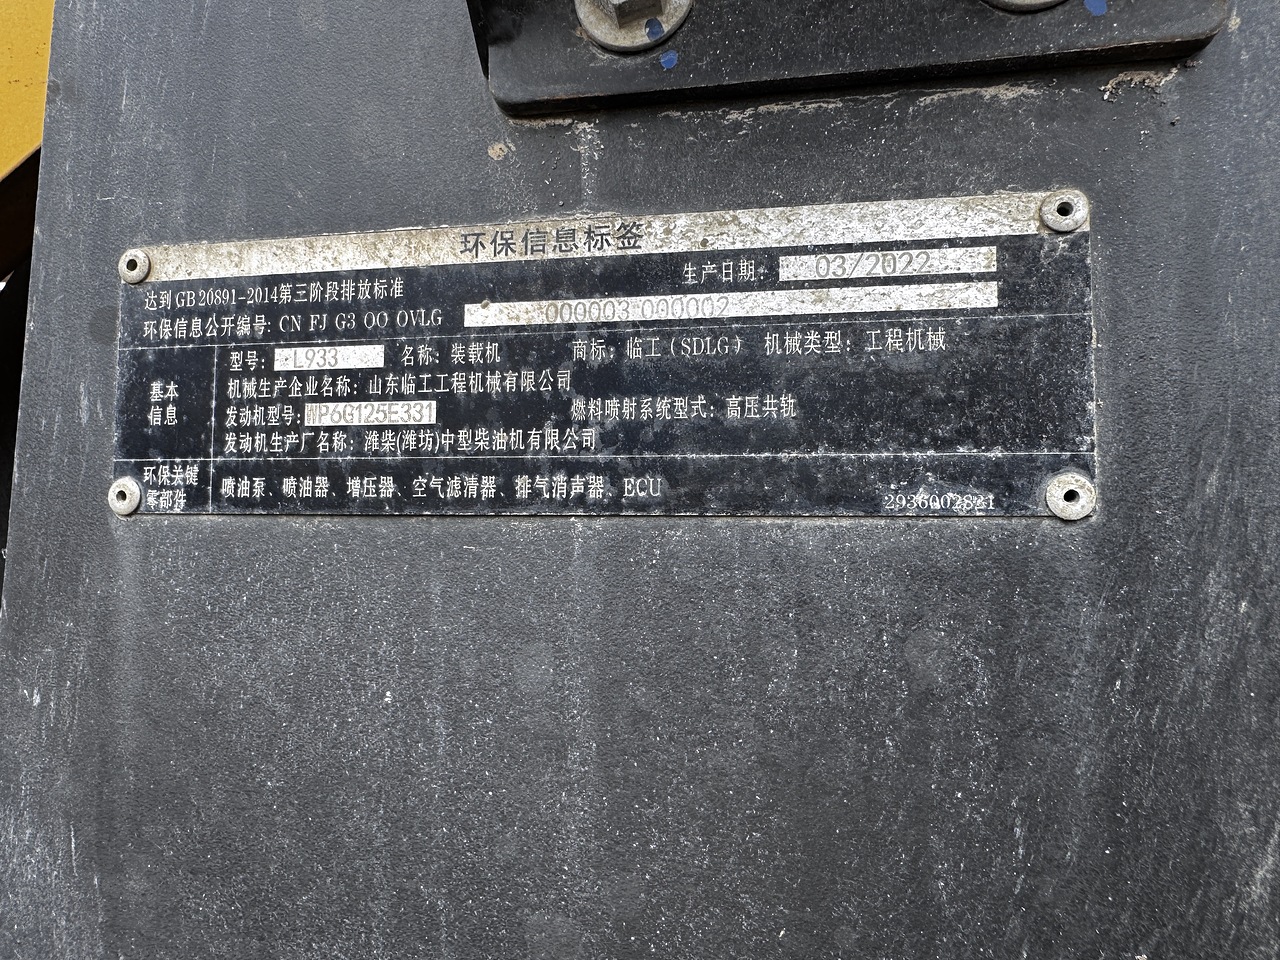 环保信息标签
达到GB20891-2014第三阶段排放标准 生产日期: 03/2022
环保信息公开编号: CN FJ G3 OO OVLG 000003 000002
基本信息
型号: L933 名称: 装载机 商标: 临工(SDLG) 机械类型: 工程机械
机械生产企业名称: 山东临工工程机械有限公司
发动机型号: WP6G125E331 燃料喷射系统型式: 高压共轨
发动机生产厂名称: 潍柴(潍坊)中型柴油机有限公司
环保关键零部件
喷油泵、喷油器、增压器、空气滤清器、排气消声器、ECU
2936002821